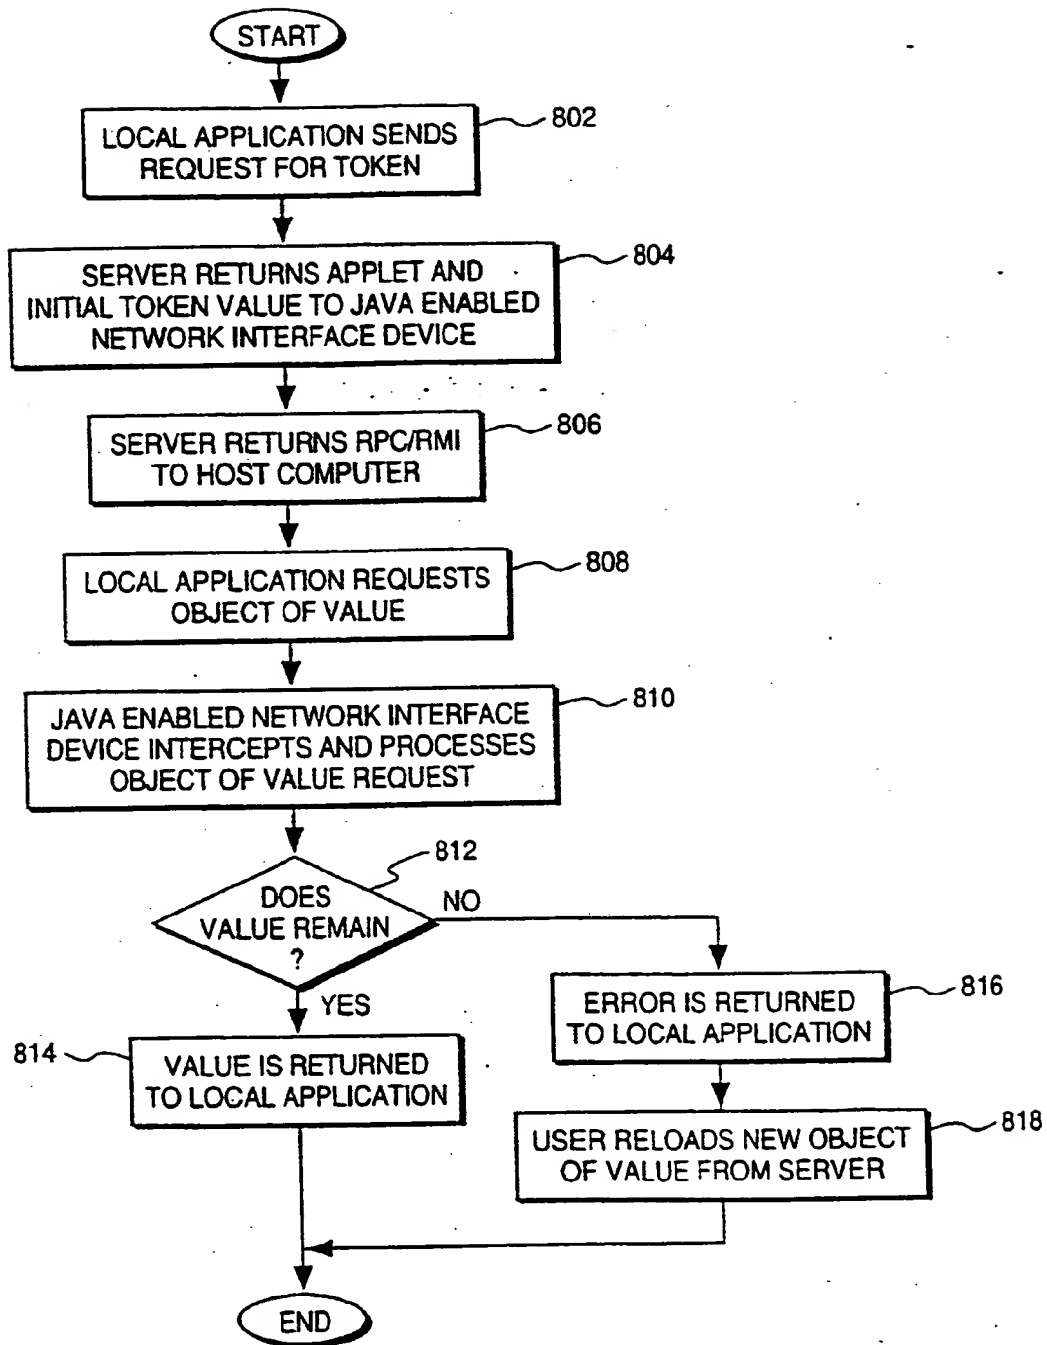 START
802
LOCAL APPLICATION SENDS
REQUEST FOR TOKEN
804
SERVER RETURNS APPLET AND
INITIAL TOKEN VALUE TO JAVA ENABLED
NETWORK INTERFACE DEVICE
806
SERVER RETURNS RPC/RMI
TO HOST COMPUTER
808
LOCAL APPLICATION REQUESTS
OBJECT OF VALUE
810
JAVA ENABLED NETWORK INTERFACE
DEVICE INTERCEPTS AND PROCESSES
OBJECT OF VALUE REQUEST
812
DOES
VALUE REMAIN
?
NO
YES
814
VALUE IS RETURNED
TO LOCAL APPLICATION
816
ERROR IS RETURNED
TO LOCAL APPLICATION
818
USER RELOADS NEW OBJECT
OF VALUE FROM SERVER
END